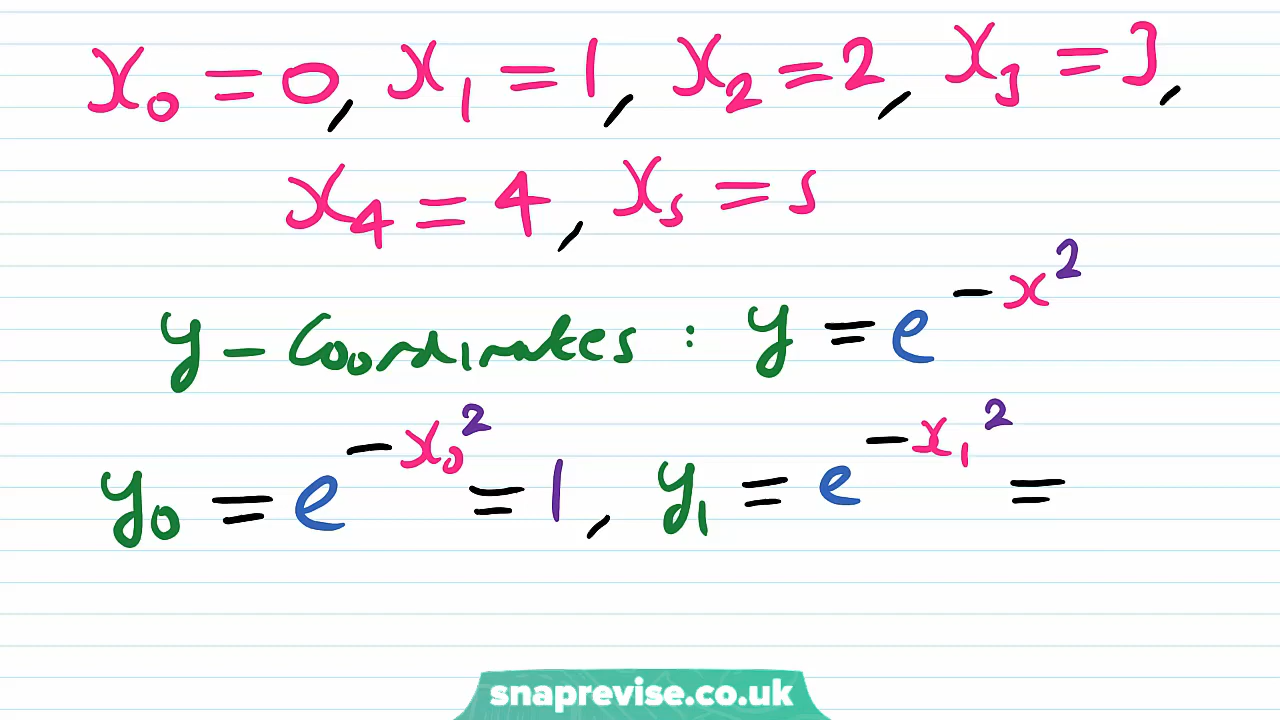 x₀ = 0, x₁ = 1, x₂ = 2, x₃ = 3,
x₄ = 4, x₅ = 5
y - Coordinates : y = e^{-x²}
y₀ = e^{-x₀²} = 1, y₁ = e^{-x₁²} =
snaprevise.co.uk